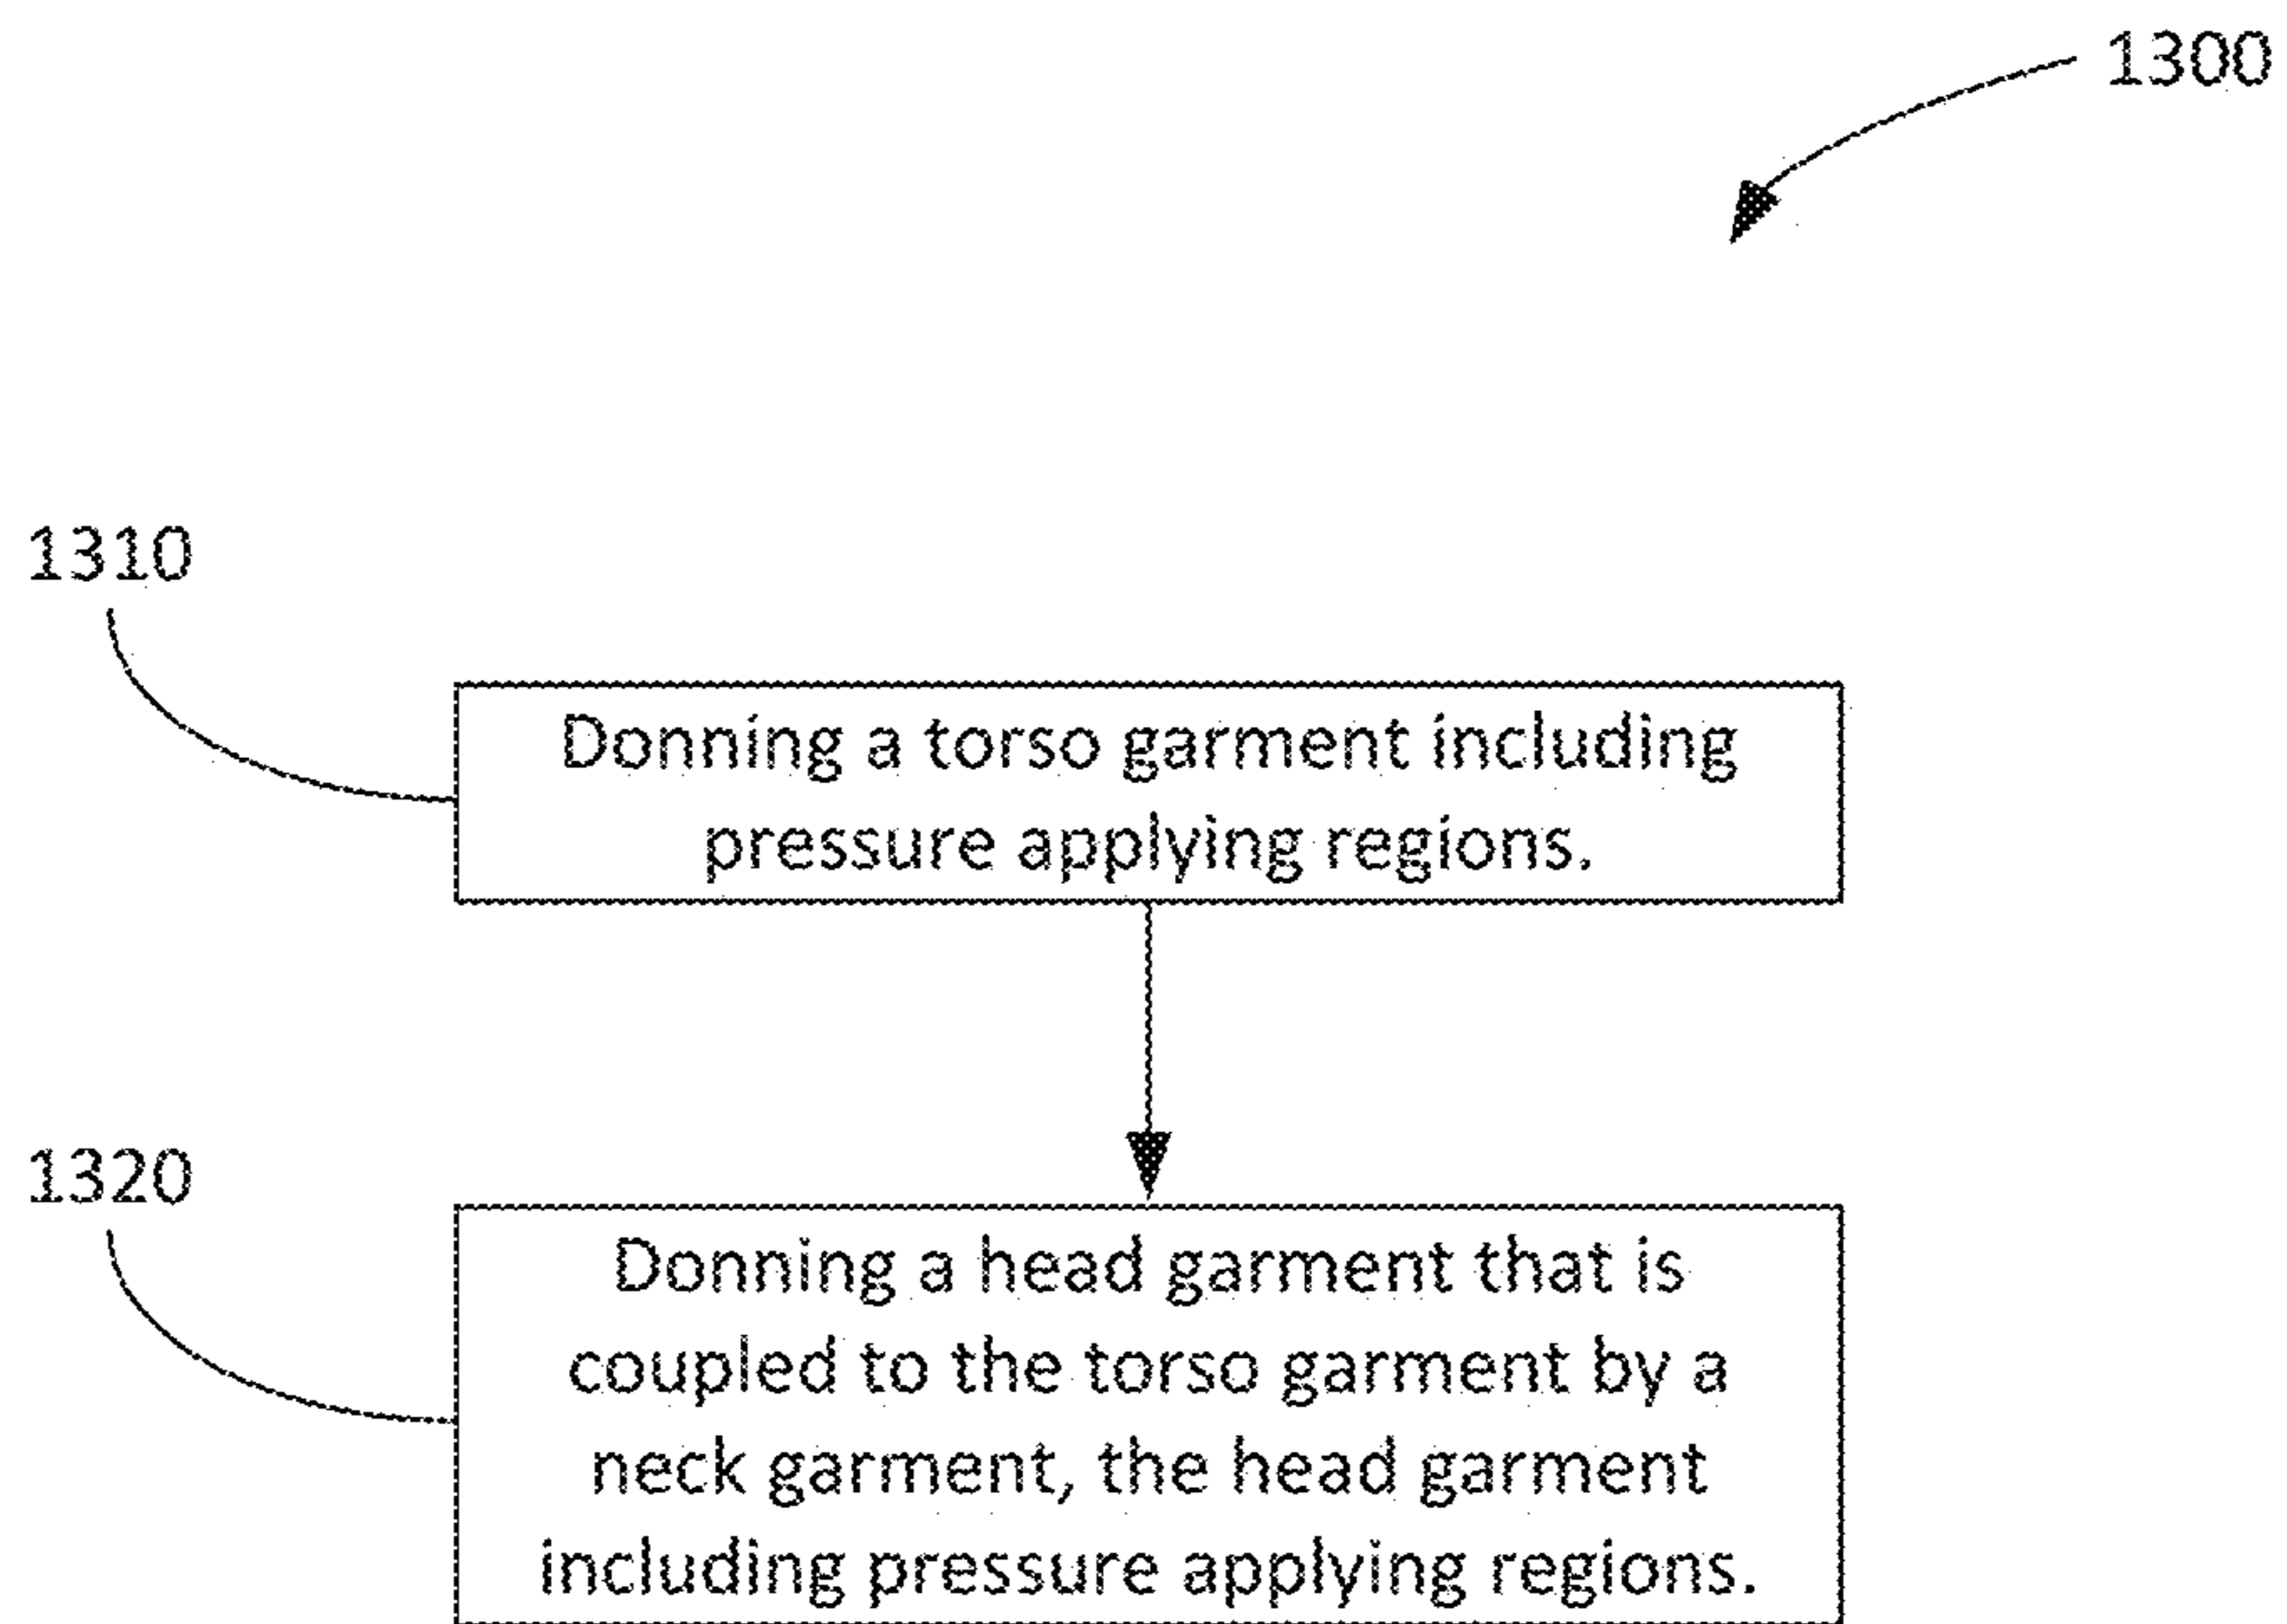 1300
1310
Donning a torso garment including
pressure applying regions.
1320
Donning a head garment that is
coupled to the torso garment by a
neck garment, the head garment
including pressure applying regions.